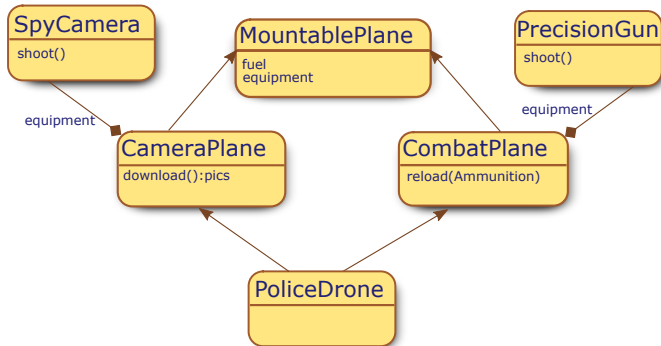 SpyCamera
shoot()
MountablePlane
fuel
equipment
PrecisionGun
shoot()
equipment
equipment
CameraPlane
download():pics
CombatPlane
reload(Ammunition)
PoliceDrone